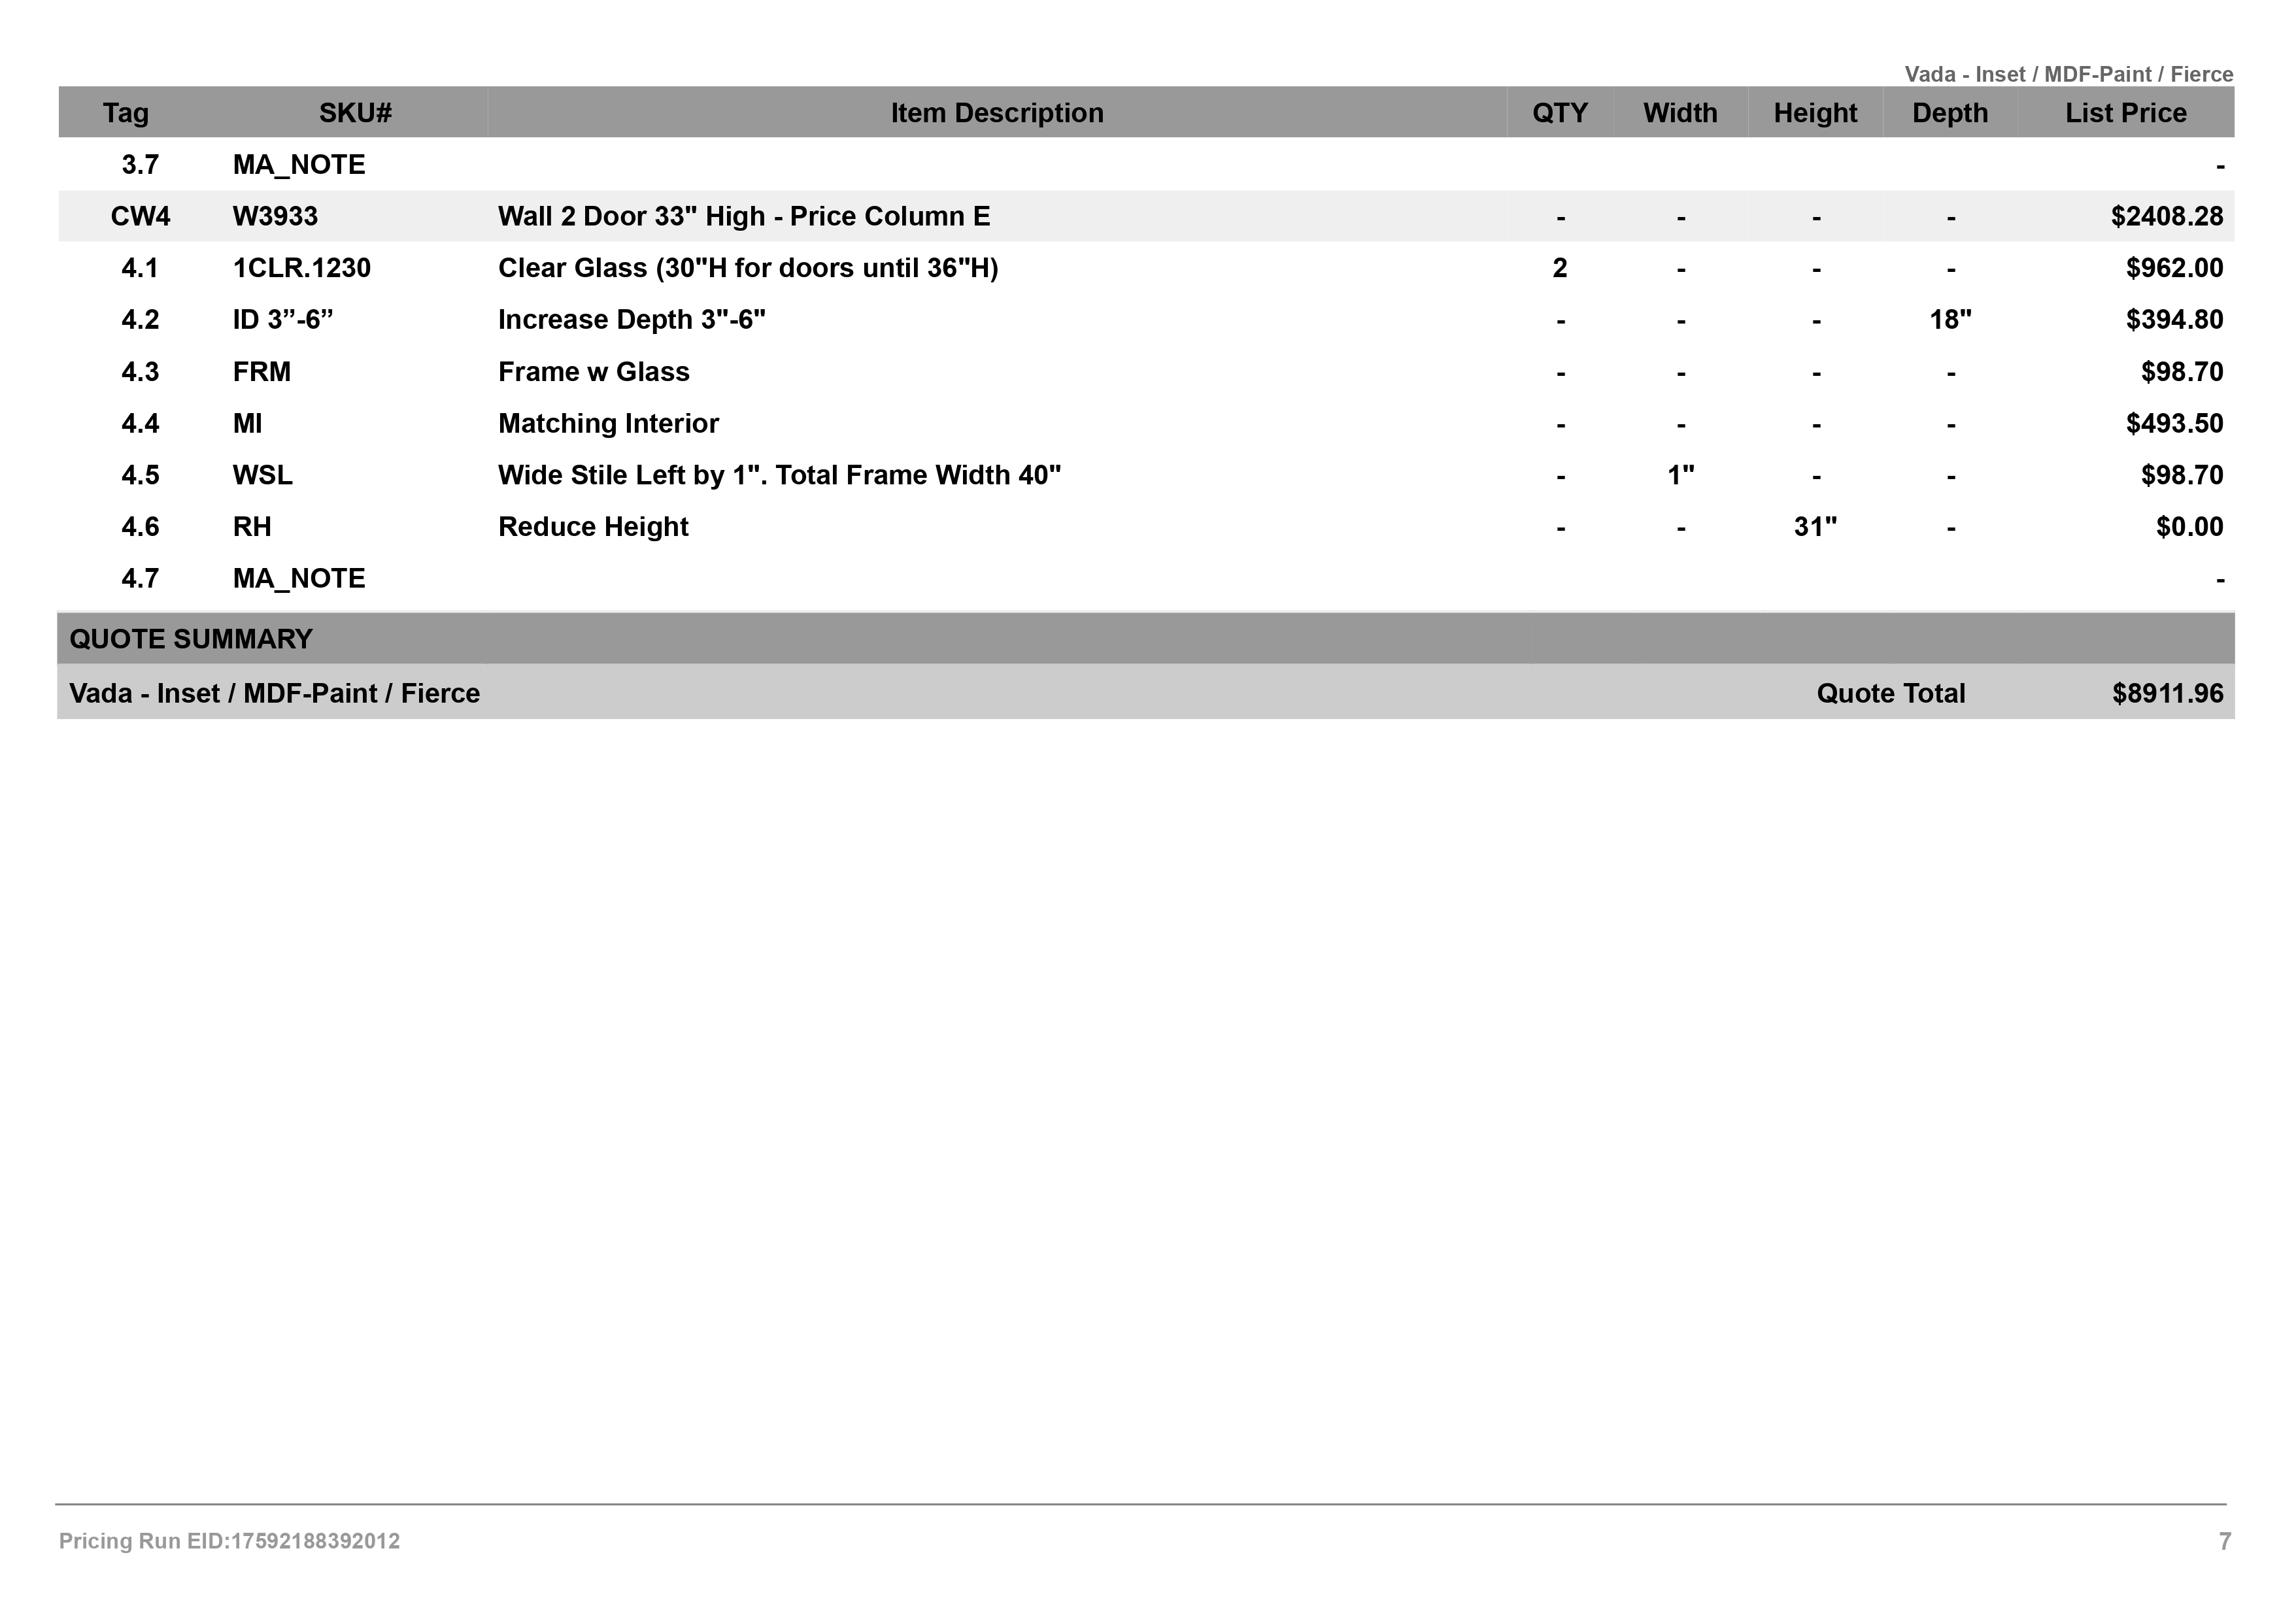 Vada - Inset / MDF-Paint / Fierce
Tag SKU# Item Description QTY Width Height Depth List Price
3.7 MA_NOTE -
CW4 W3933 Wall 2 Door 33" High - Price Column E - - - - $2408.28
4.1 1CLR.1230 Clear Glass (30"H for doors until 36"H) 2 - - - $962.00
4.2 ID 3”-6” Increase Depth 3"-6" - - - 18" $394.80
4.3 FRM Frame w Glass - - - - $98.70
4.4 MI Matching Interior - - - - $493.50
4.5 WSL Wide Stile Left by 1". Total Frame Width 40" - 1" - - $98.70
4.6 RH Reduce Height - - 31" - $0.00
4.7 MA_NOTE -
QUOTE SUMMARY
Vada - Inset / MDF-Paint / Fierce Quote Total $8911.96
Pricing Run EID:17592188392012 7